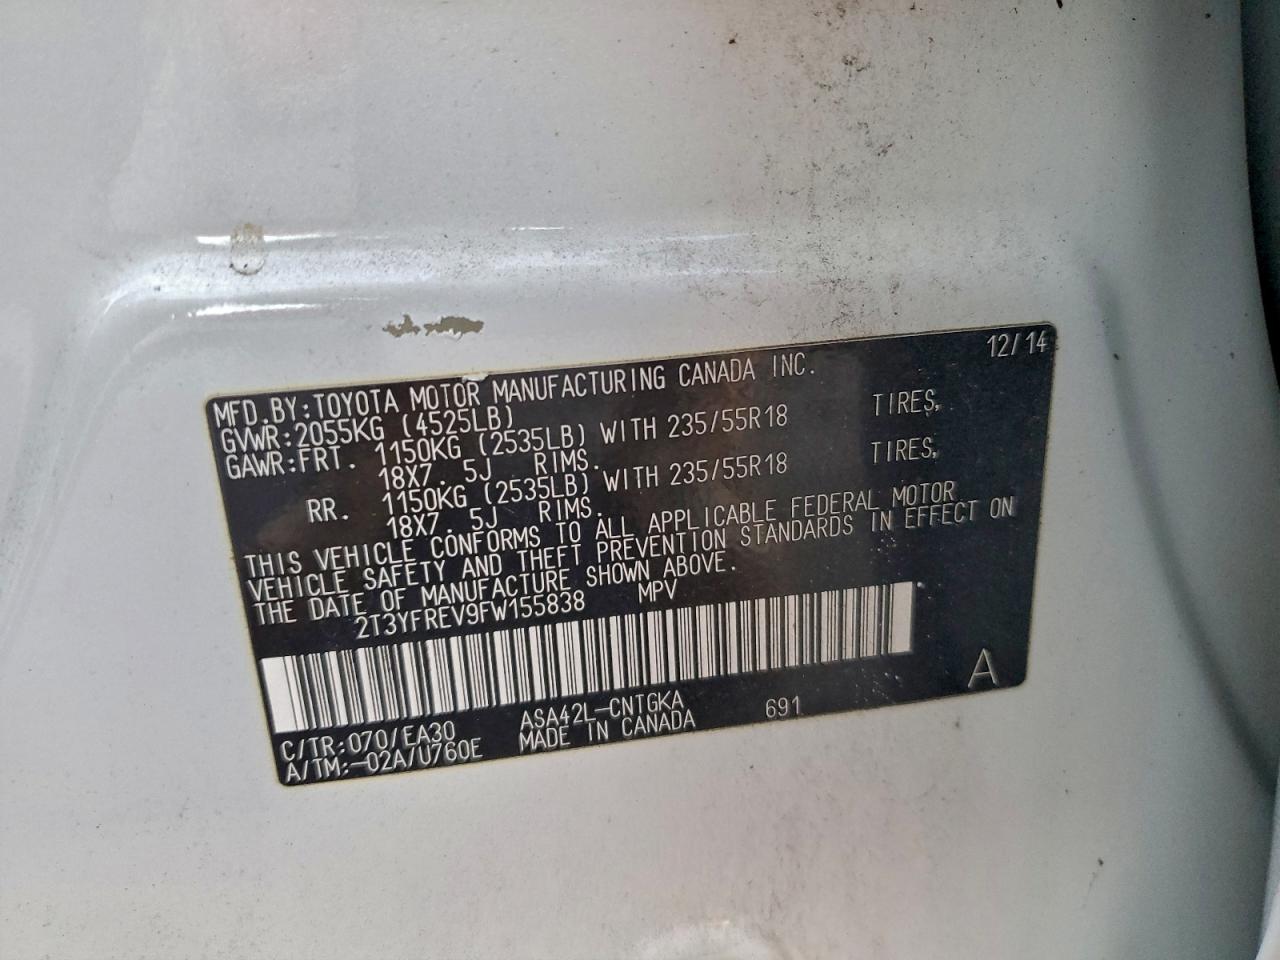 12/14
MFD.BY:TOYOTA MOTOR MANUFACTURING CANADA INC.
GVWR:2055KG (4525LB)
GAWR:FRT. 1150KG (2535LB) WITH 235/55R18 TIRES,
18X7. 5J RIMS.
RR. 1150KG (2535LB) WITH 235/55R18 TIRES,
18X7. 5J RIMS.
THIS VEHICLE CONFORMS TO ALL APPLICABLE FEDERAL MOTOR
VEHICLE SAFETY AND THEFT PREVENTION STANDARDS IN EFFECT ON
THE DATE OF MANUFACTURE SHOWN ABOVE.
2T3YFREV9FW155838 MPV
A
C/TR:070/EA30 ASA42L-CNTGKA 691
A/TM:-02A/U760E MADE IN CANADA